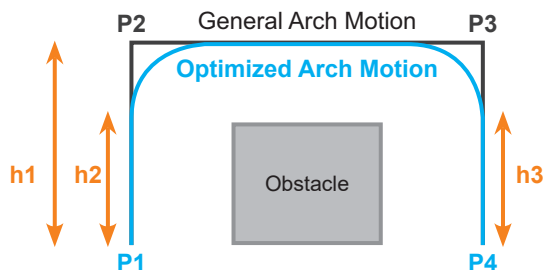 P2 General Arch Motion P3
Optimized Arch Motion
h1 h2 Obstacle h3
P1 P4